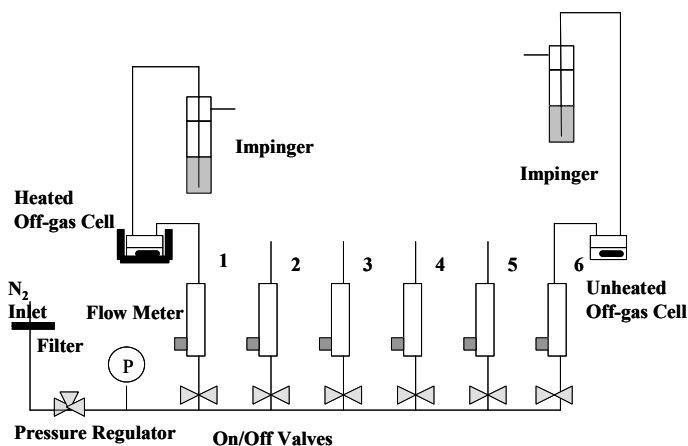 Impinger
Impinger
Heated
Off-gas Cell
1
2
3
4
5
6
N2
Inlet
Flow Meter
Unheated
Off-gas Cell
Filter
P
Pressure Regulator
On/Off Valves